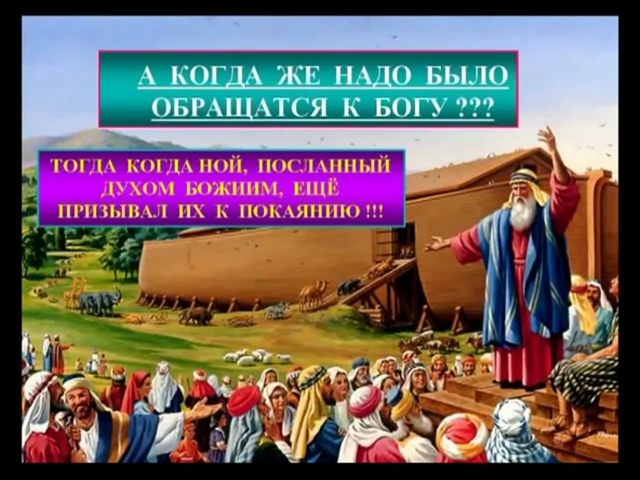 А КОГДА ЖЕ НАДО БЫЛО
ОБРАЩАТСЯ К БОГУ ???
ТОГДА КОГДА НОЙ, ПОСЛАННЫЙ
ДУХОМ БОЖИИМ, ЕЩЁ
ПРИЗЫВАЛ ИХ К ПОКАЯНИЮ !!!